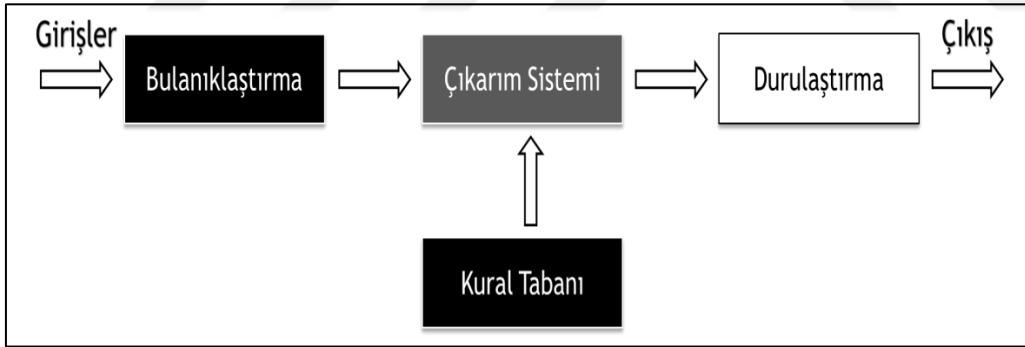 Girişler
Bulanıklaştırma
Çıkarım Sistemi
Durulaştırma
Çıkış
Kural Tabanı